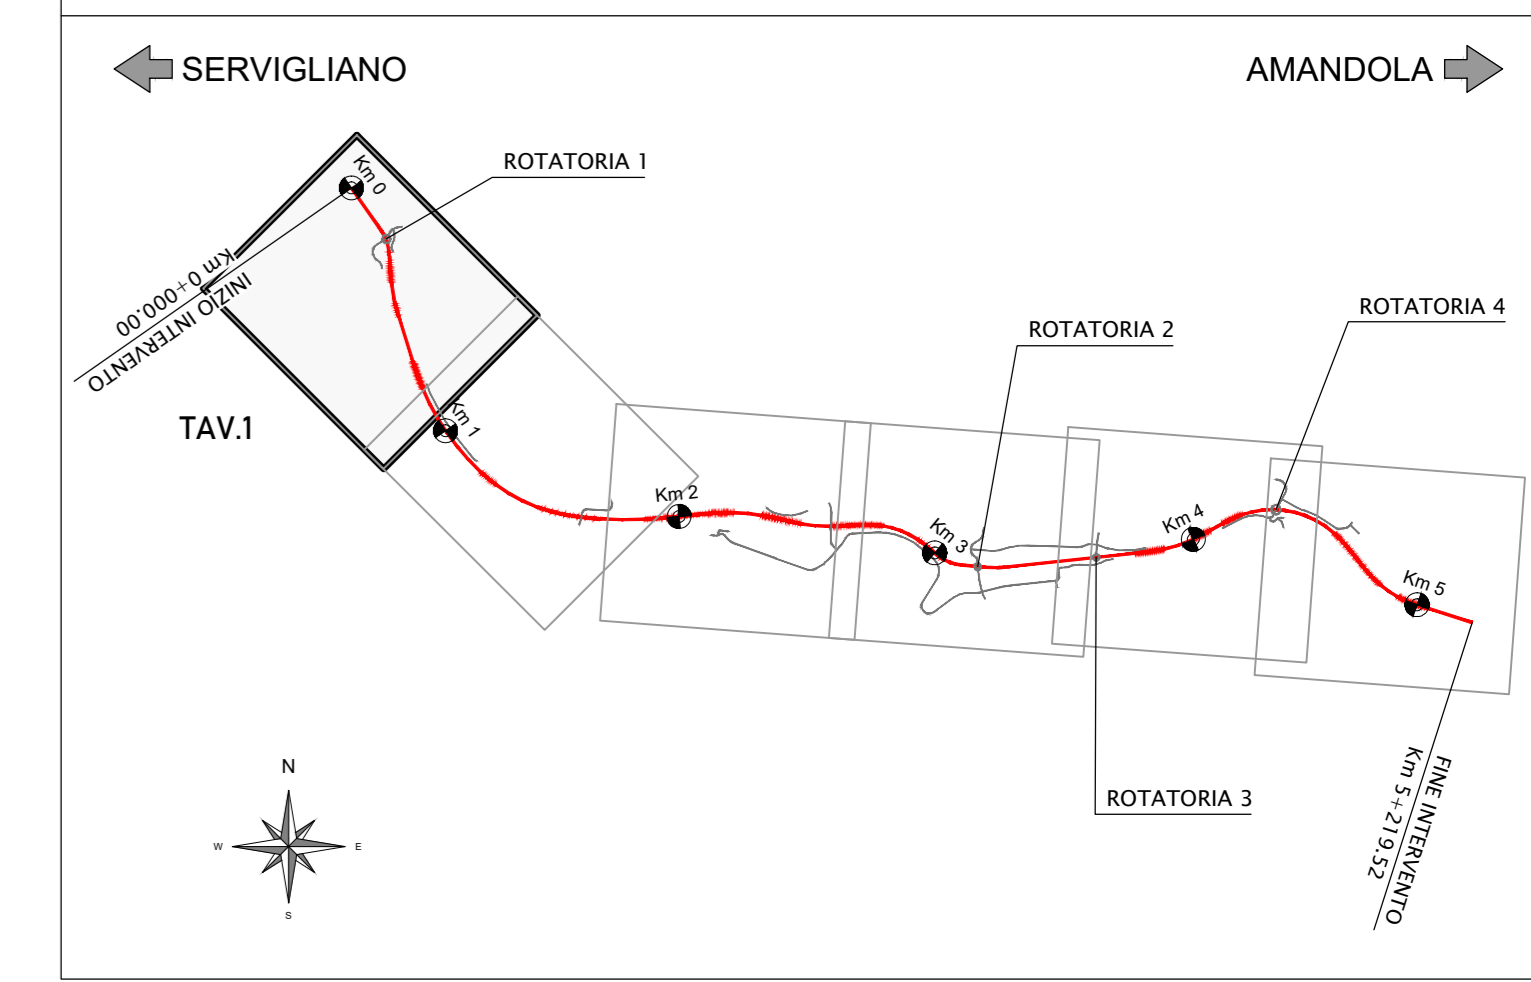 SERVIGLIANO
AMANDOLA
Km 0
ROTATORIA 1
Km 0+000.00
INIZIO INTERVENTO
TAV.1
Km 1
ROTATORIA 2
ROTATORIA 4
Km 2
Km 3
Km 4
Km 5
ROTATORIA 3
FINE INTERVENTO
Km 5+219.52
N
W
E
S